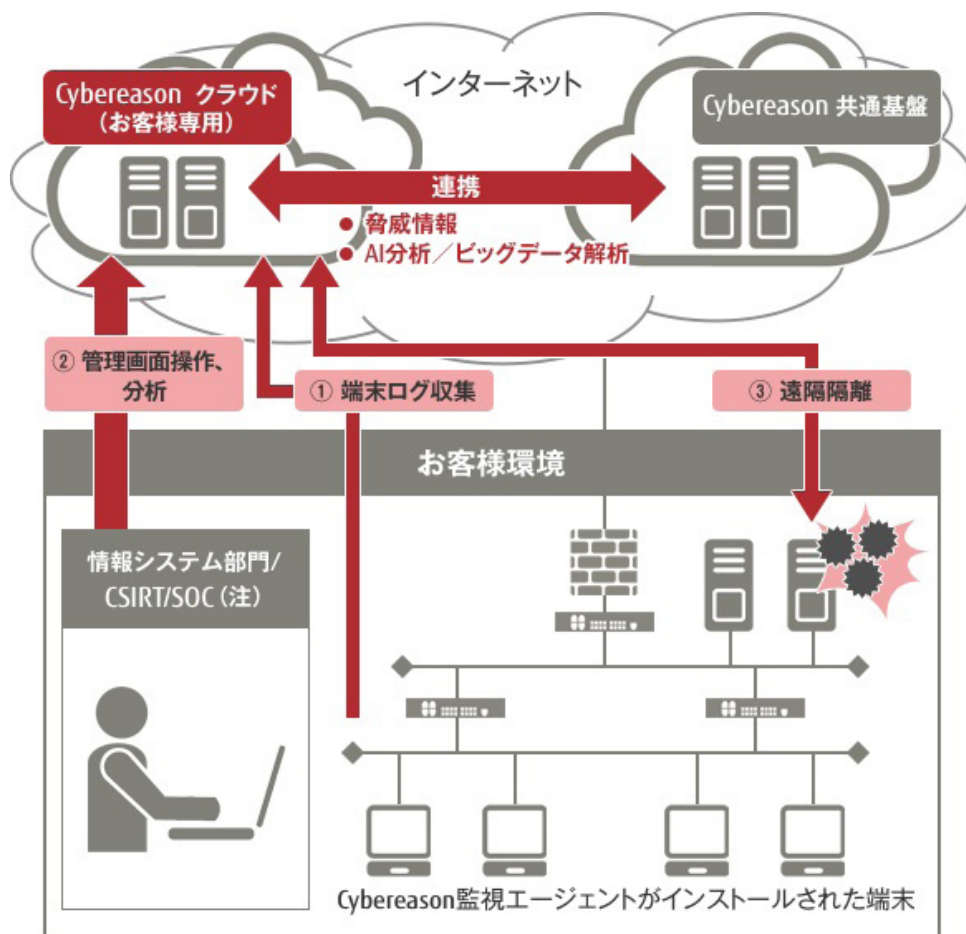 インターネット
Cybereason クラウド
（お客様専用）
Cybereason 共通基盤
連携
● 脅威情報
● AI分析／ビッグデータ解析
② 管理画面操作、
分析
① 端末ログ収集
③ 遠隔隔離
お客様環境
情報システム部門/
CSIRT/SOC（注）
Cybereason監視エージェントがインストールされた端末